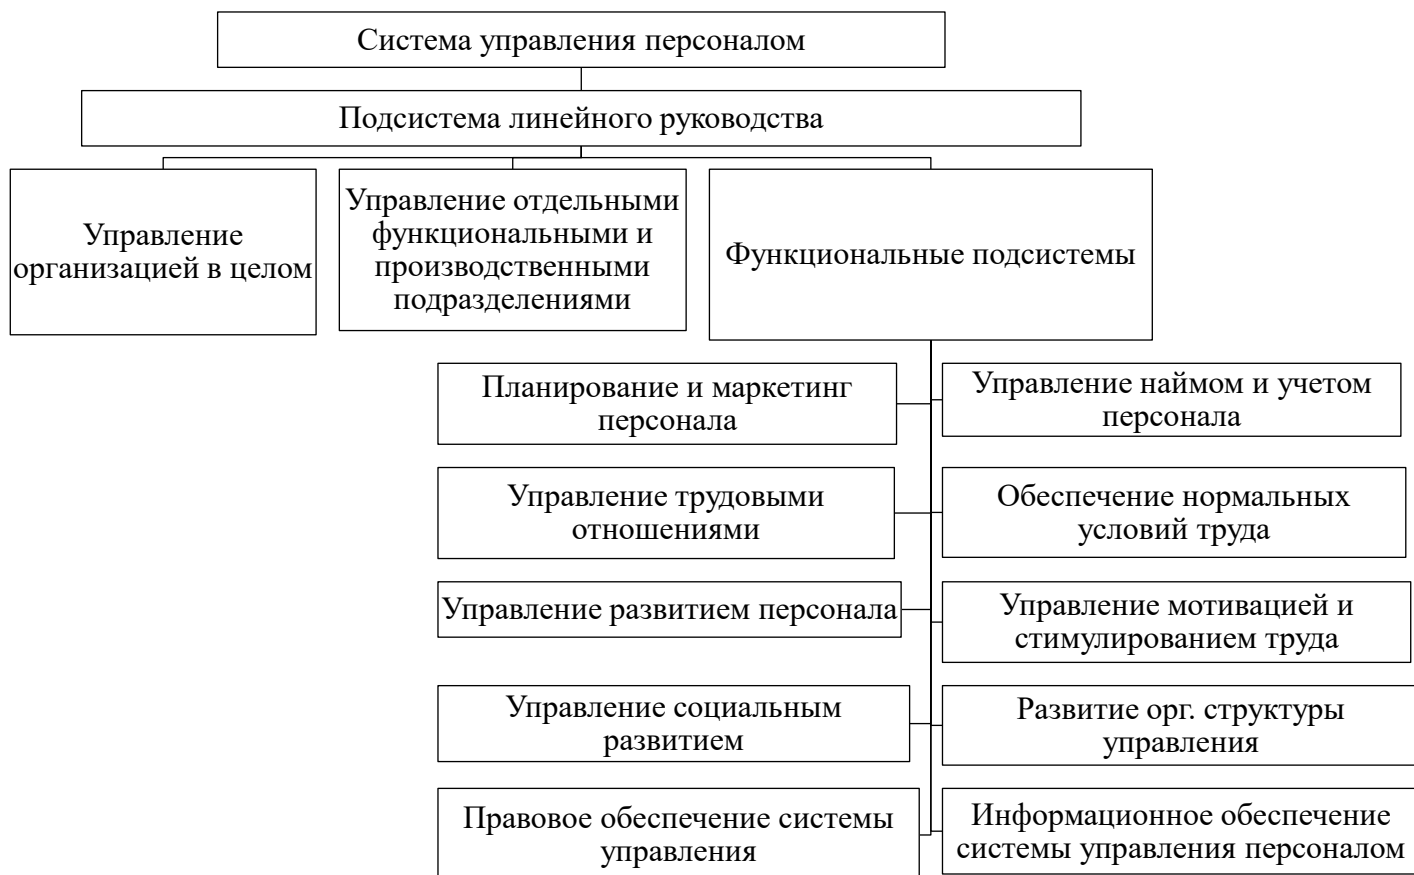 Система управления персоналом
Подсистема линейного руководства
Управление
организацией в целом
Управление отдельными
функциональными и
производственными
подразделениями
Функциональные подсистемы
Планирование и маркетинг
персонала
Управление наймом и учетом
персонала
Управление трудовыми
отношениями
Обеспечение нормальных
условий труда
Управление развитием персонала
Управление мотивацией и
стимулированием труда
Управление социальным
развитием
Развитие орг. структуры
управления
Правовое обеспечение системы
управления
Информационное обеспечение
системы управления персоналом